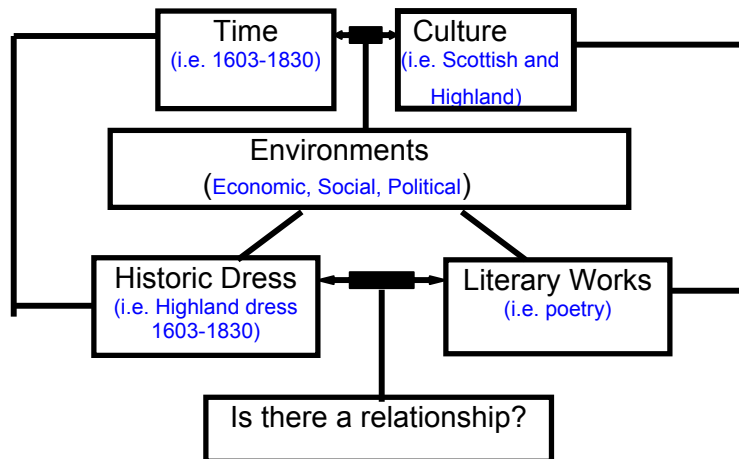 Time
(i.e. 1603-1830)
Culture
(i.e. Scottish and
Highland)
Environments
(Economic, Social, Political)
Historic Dress
(i.e. Highland dress
1603-1830)
Literary Works
(i.e. poetry)
Is there a relationship?